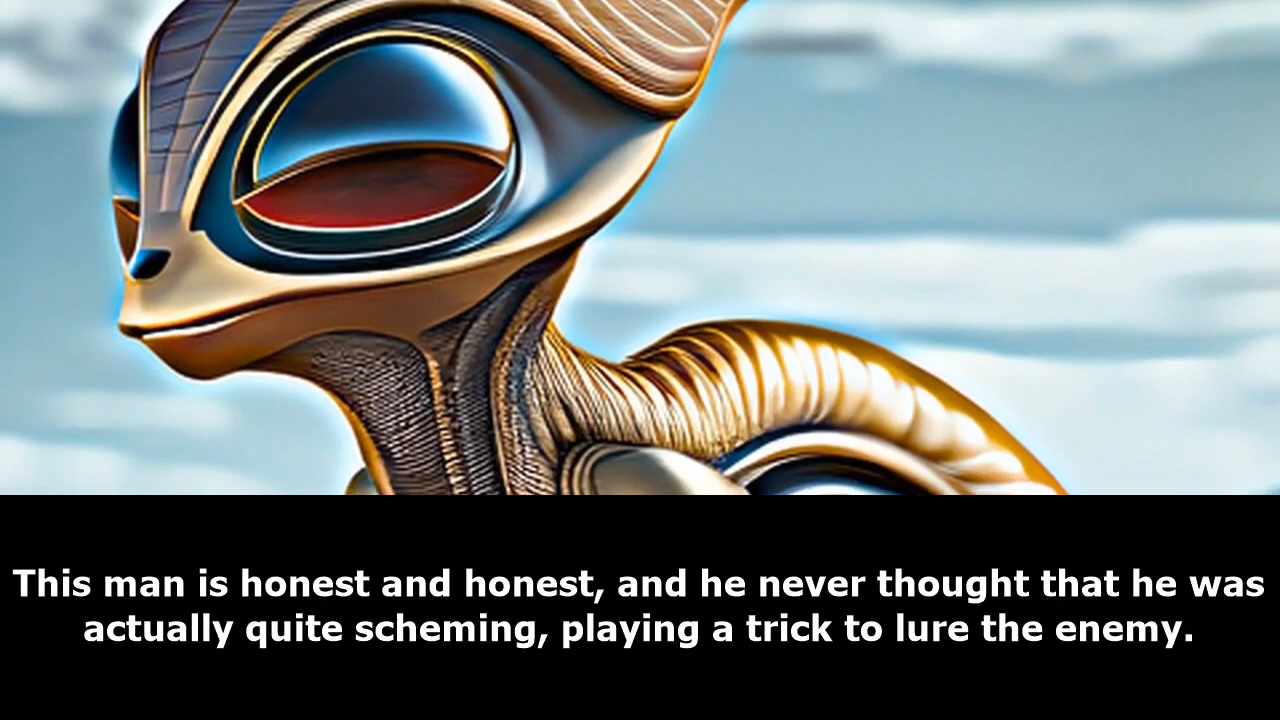 This man is honest and honest, and he never thought that he was
actually quite scheming, playing a trick to lure the enemy.